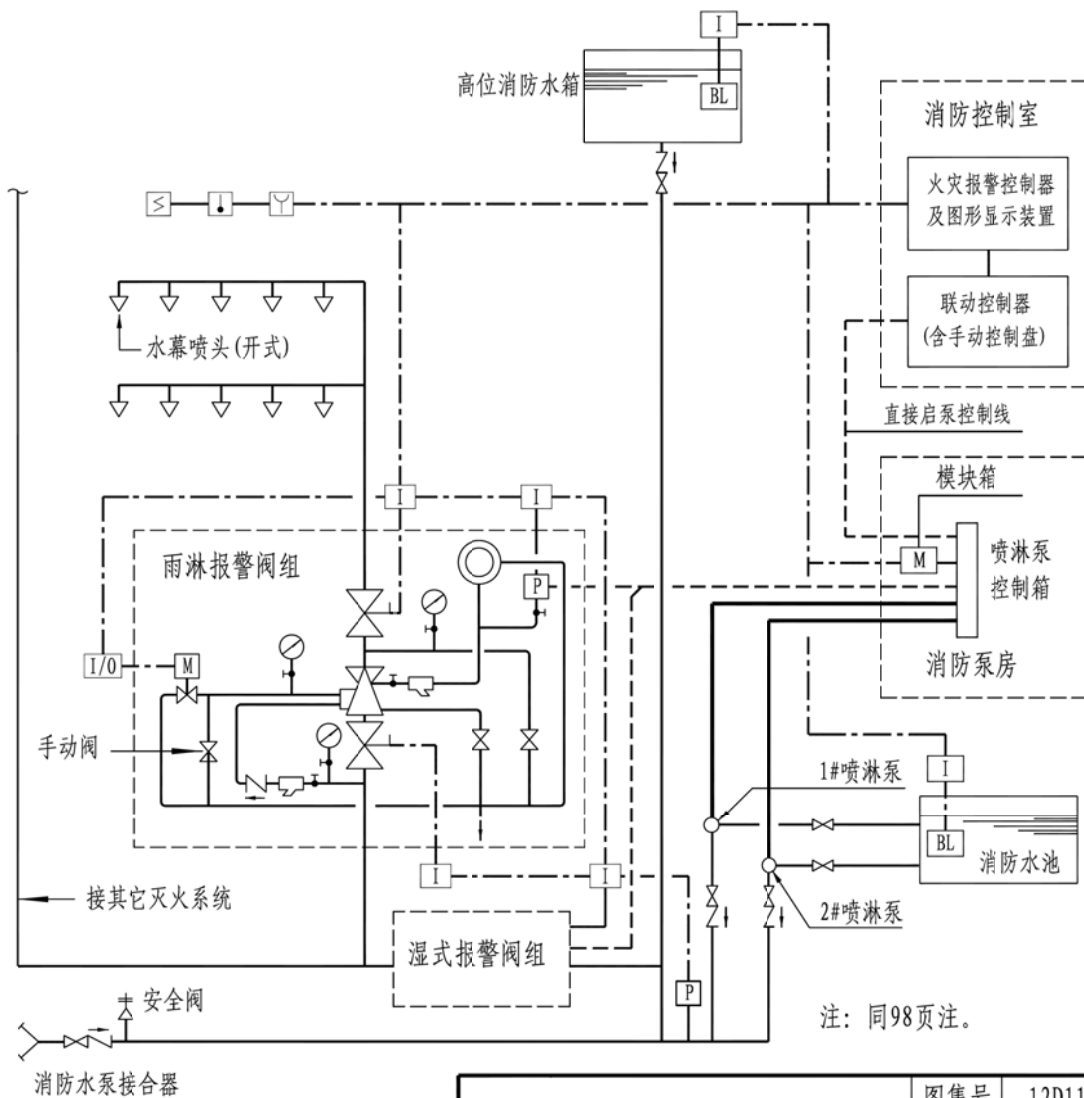 I
高位消防水箱
BL
消防控制室
火灾报警控制器
及图形显示装置
联动控制器
(含手动控制盘)
水幕喷头(开式)
直接启泵控制线
模块箱
I
I
雨淋报警阀组
P
M
喷淋泵
控制箱
I/O
M
消防泵房
手动阀
1#喷淋泵
I
BL
消防水池
I
I
接其它灭火系统
2#喷淋泵
湿式报警阀组
P
安全阀
注: 同98页注。
消防水泵接合器
图集号
12D11